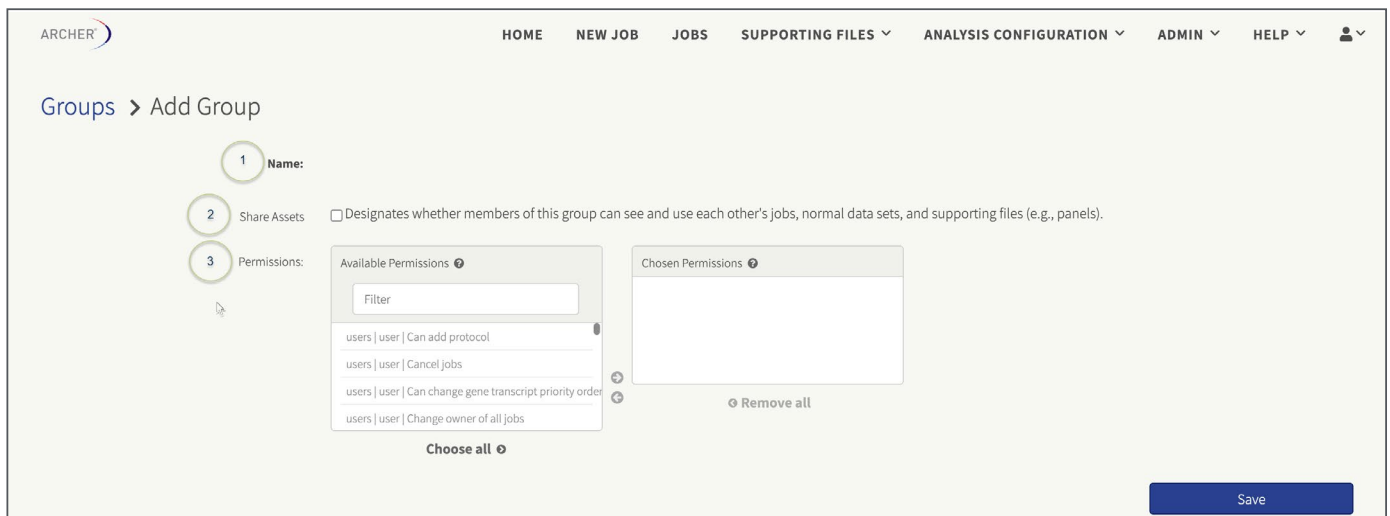 ARCHER®
HOME NEW JOB JOBS SUPPORTING FILES ANALYSIS CONFIGURATION ADMIN HELP
Groups > Add Group
1 Name:
2 Share Assets Designates whether members of this group can see and use each other's jobs, normal data sets, and supporting files (e.g., panels).
3 Permissions:
Available Permissions ?
Filter
users | user | Can add protocol
users | user | Cancel jobs
users | user | Can change gene transcript priority order
users | user | Change owner of all jobs
Choose all
Chosen Permissions ?
Remove all
Save